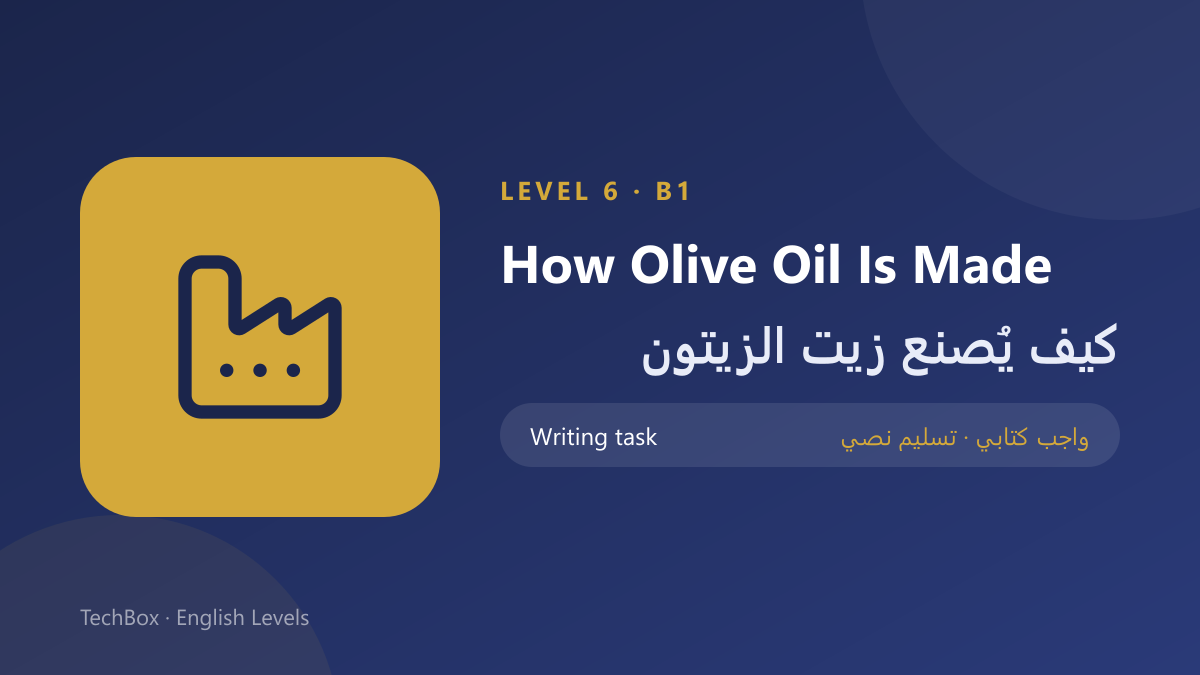 LEVEL 6 · B1
How Olive Oil Is Made
كيف يُصنع زيت الزيتون
Writing task
واجب كتابي · تسليم نصي
TechBox · English Levels